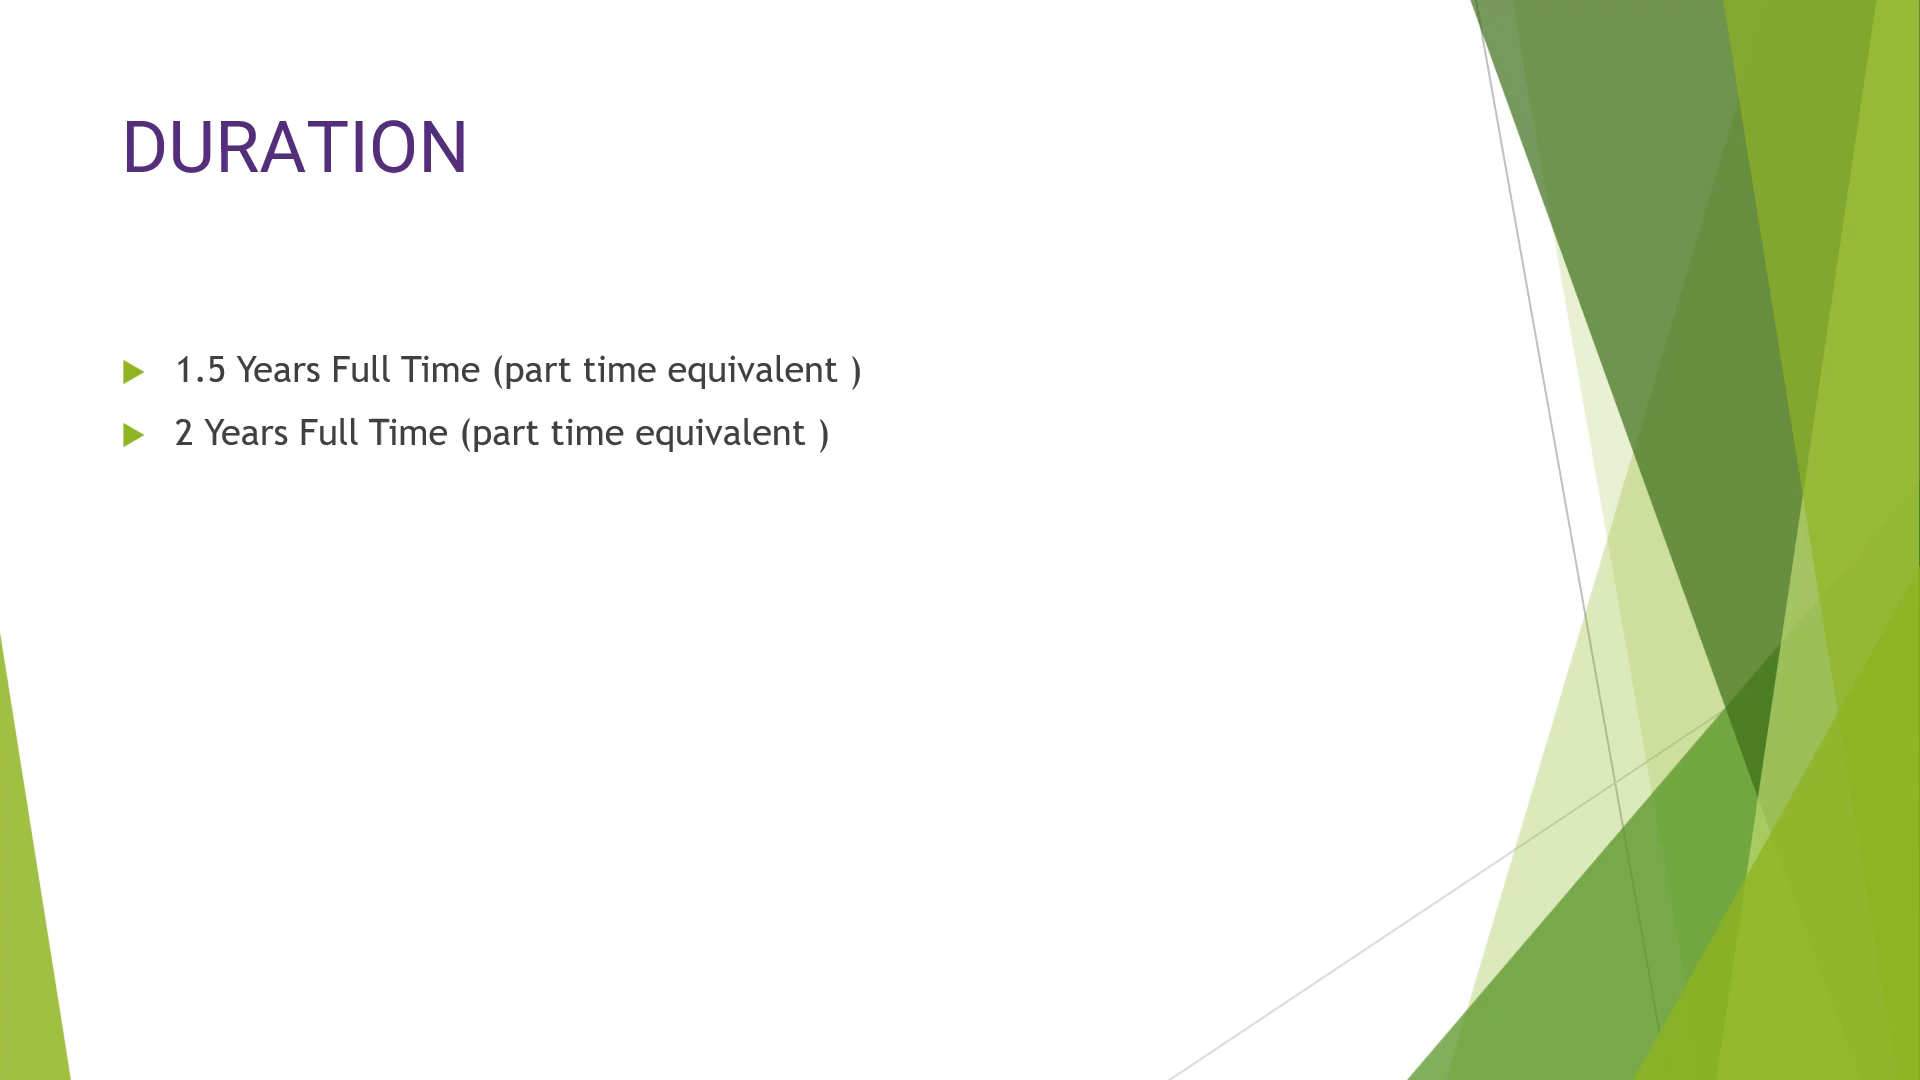 DURATION
1.5 Years Full Time (part time equivalent )
2 Years Full Time (part time equivalent )